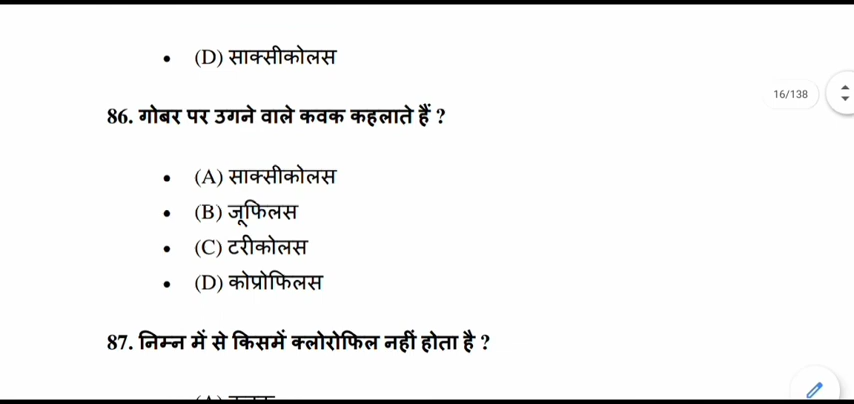 • (D) साक्सीकोलस
16/138
86. गोबर पर उगने वाले कवक कहलाते हैं ?
• (A) साक्सीकोलस
• (B) जूफिलस
• (C) टरीकोलस
• (D) कोप्रोफिलस
87. निम्न में से किसमें क्लोरोफिल नहीं होता है ?